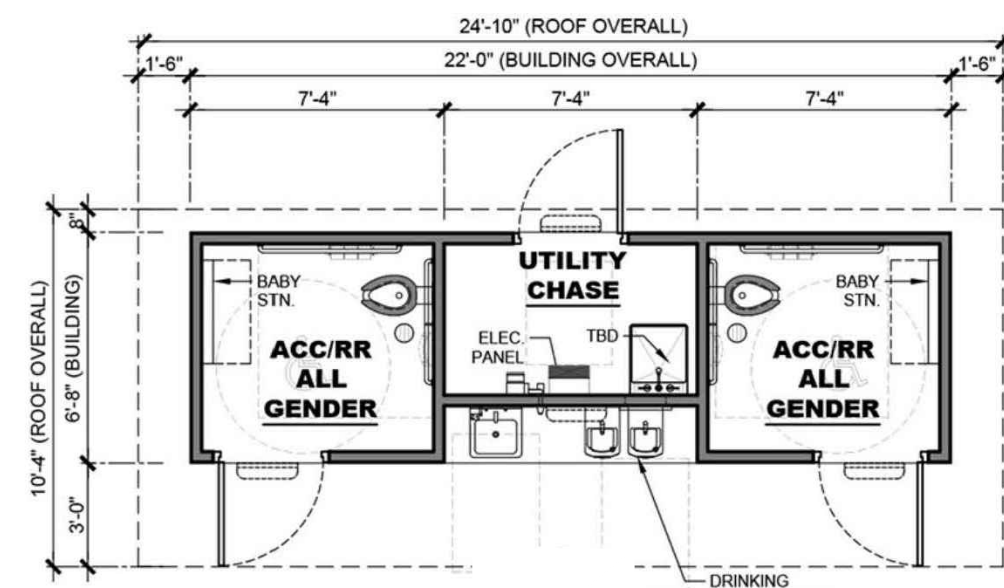 24'-10" (ROOF OVERALL)
1'-6"
22'-0" (BUILDING OVERALL)
1'-6"
7'-4"
7'-4"
7'-4"
10'-4" (ROOF OVERALL)
8"
6'-8" (BUILDING)
3'-0"
BABY
STN.
ACC/RR
ALL
GENDER
UTILITY
CHASE
ELEC.
PANEL
TBD
BABY
STN.
ACC/RR
ALL
GENDER
DRINKING